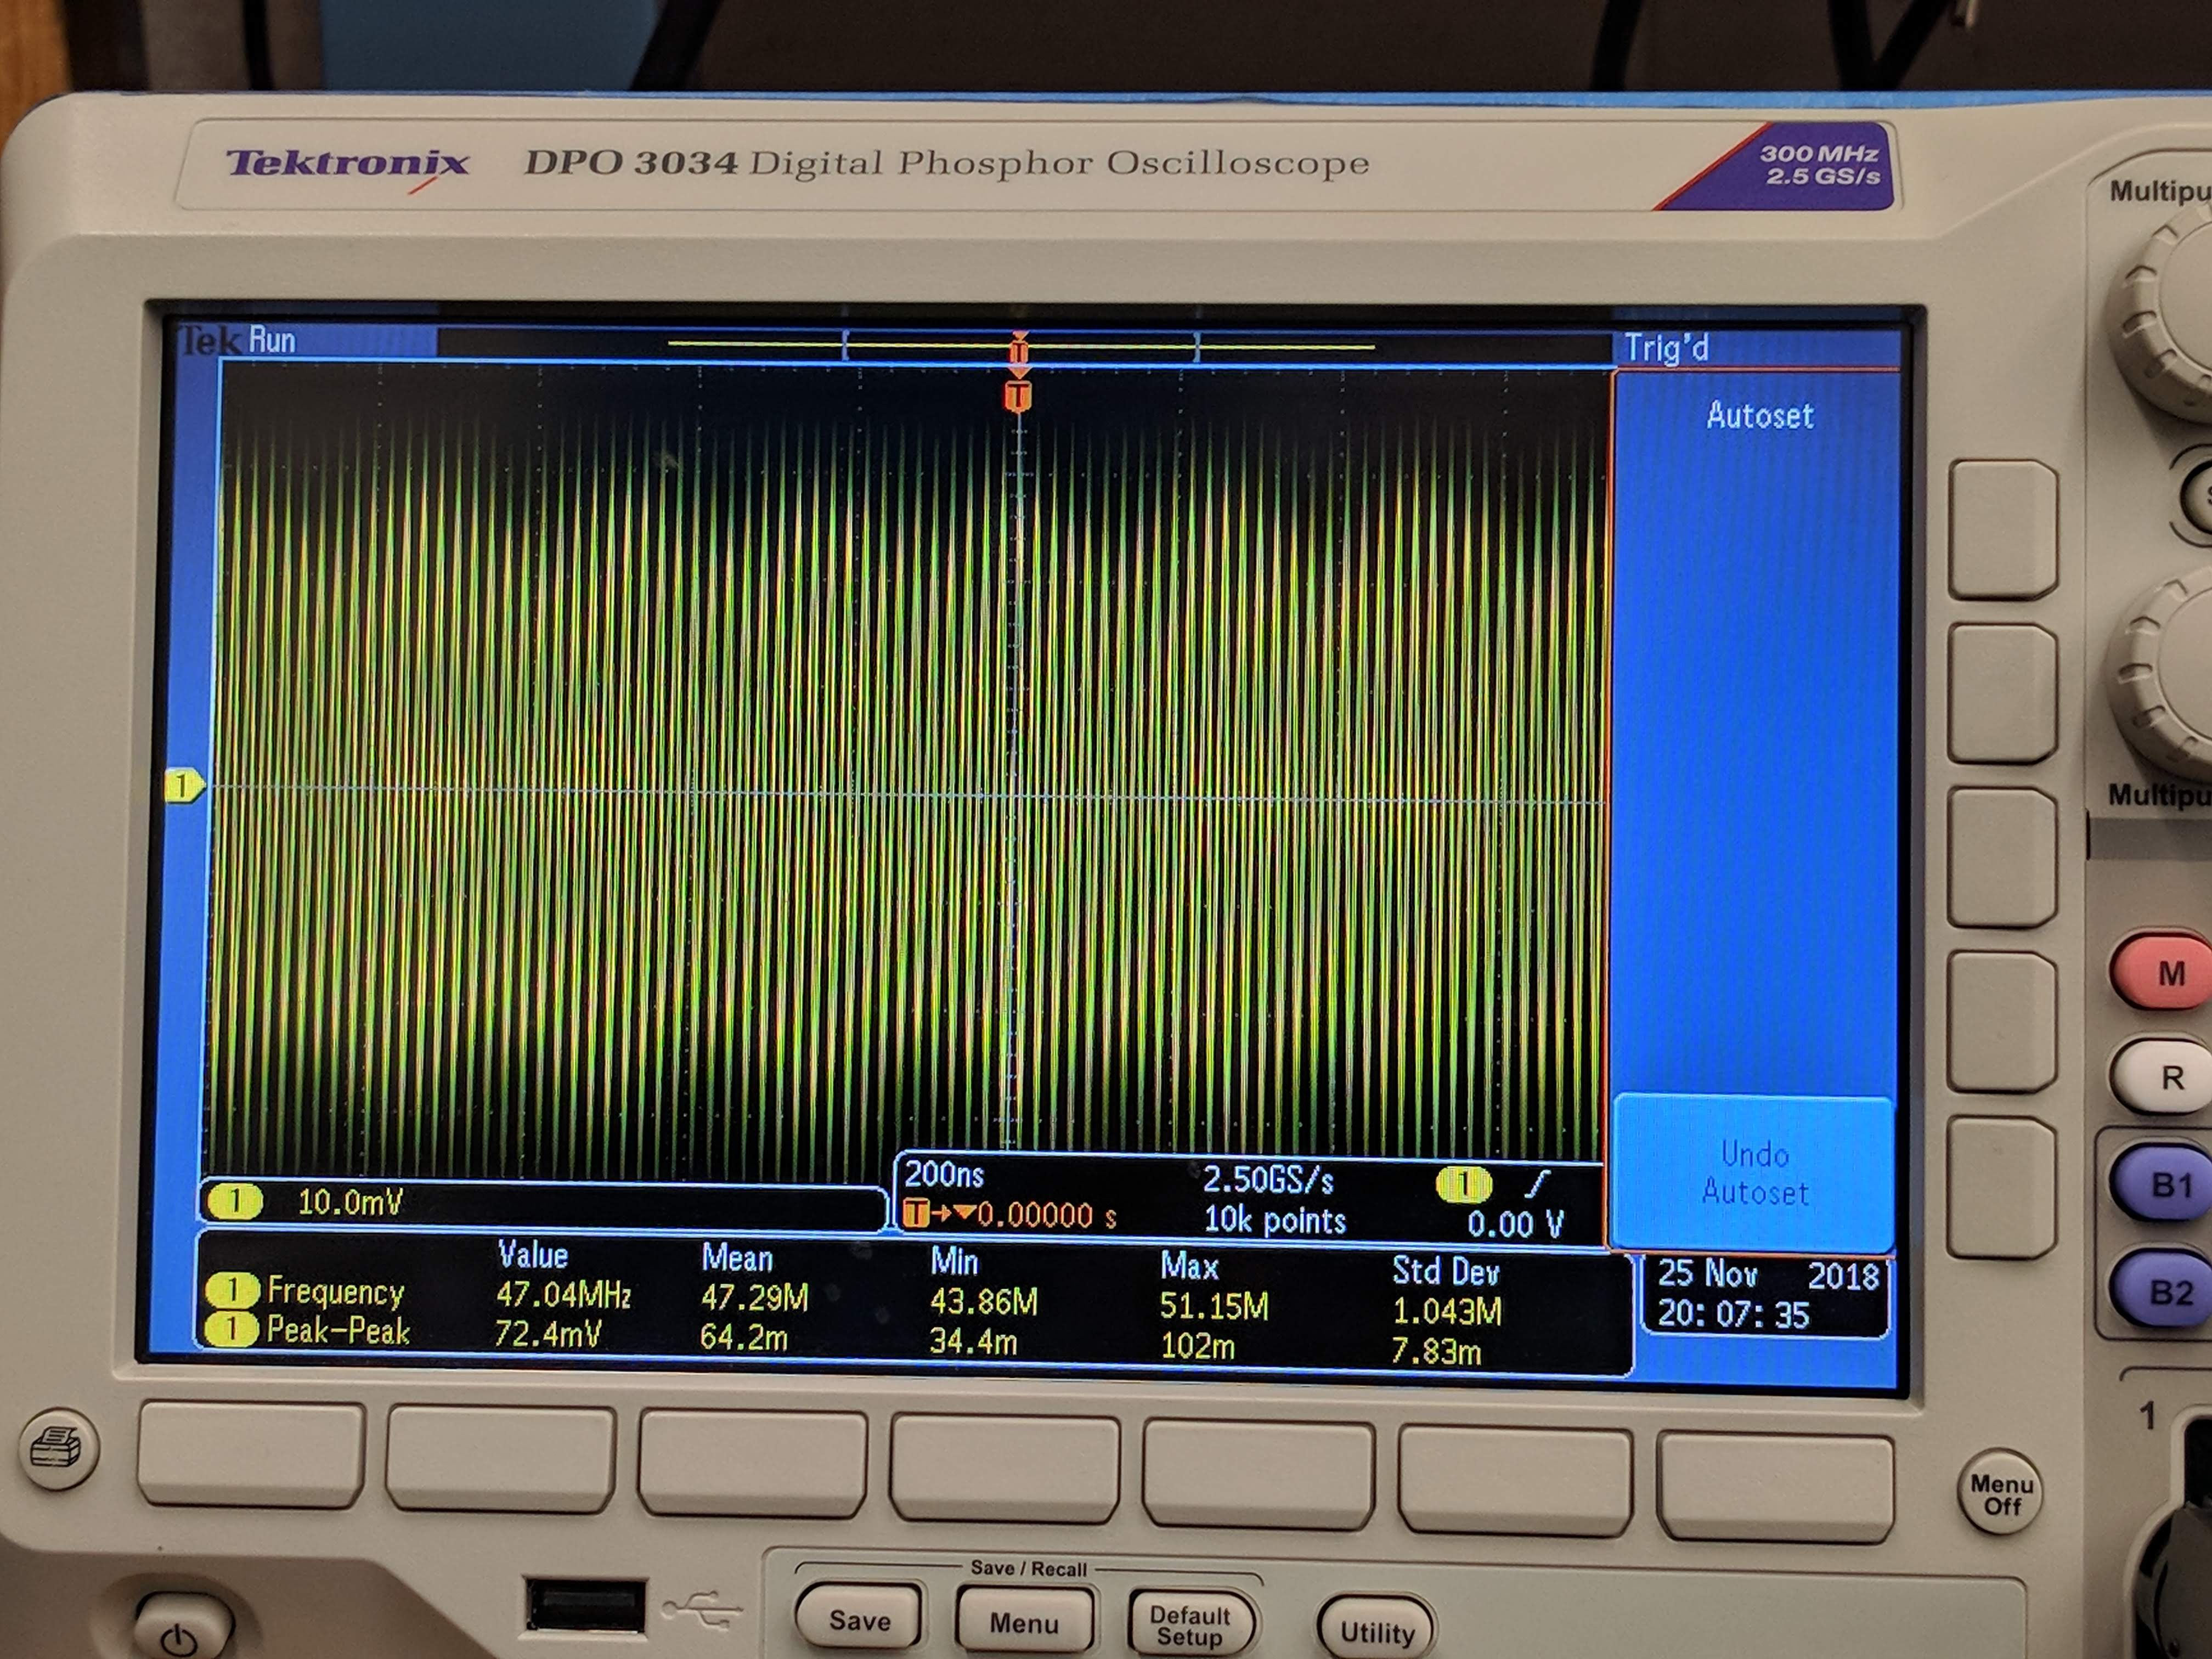 Tektronix DPO 3034 Digital Phosphor Oscilloscope
300 MHz
2.5 GS/s
Tek Run
Trig'd
T
T
Autoset
1
Undo
Autoset
1 10.0mV
200ns 2.50GS/s 1
T→▼0.00000 s 10k points 0.00 V
Value Mean Min Max Std Dev
1 Frequency 47.04MHz 47.29M 43.86M 51.15M 1.043M
1 Peak-Peak 72.4mV 64.2m 34.4m 102m 7.83m
25 Nov 2018
20: 07: 35
Multipu
Multipu
M
R
B1
B2
1
Menu
Off
Save / Recall
Save
Menu
Default
Setup
Utility